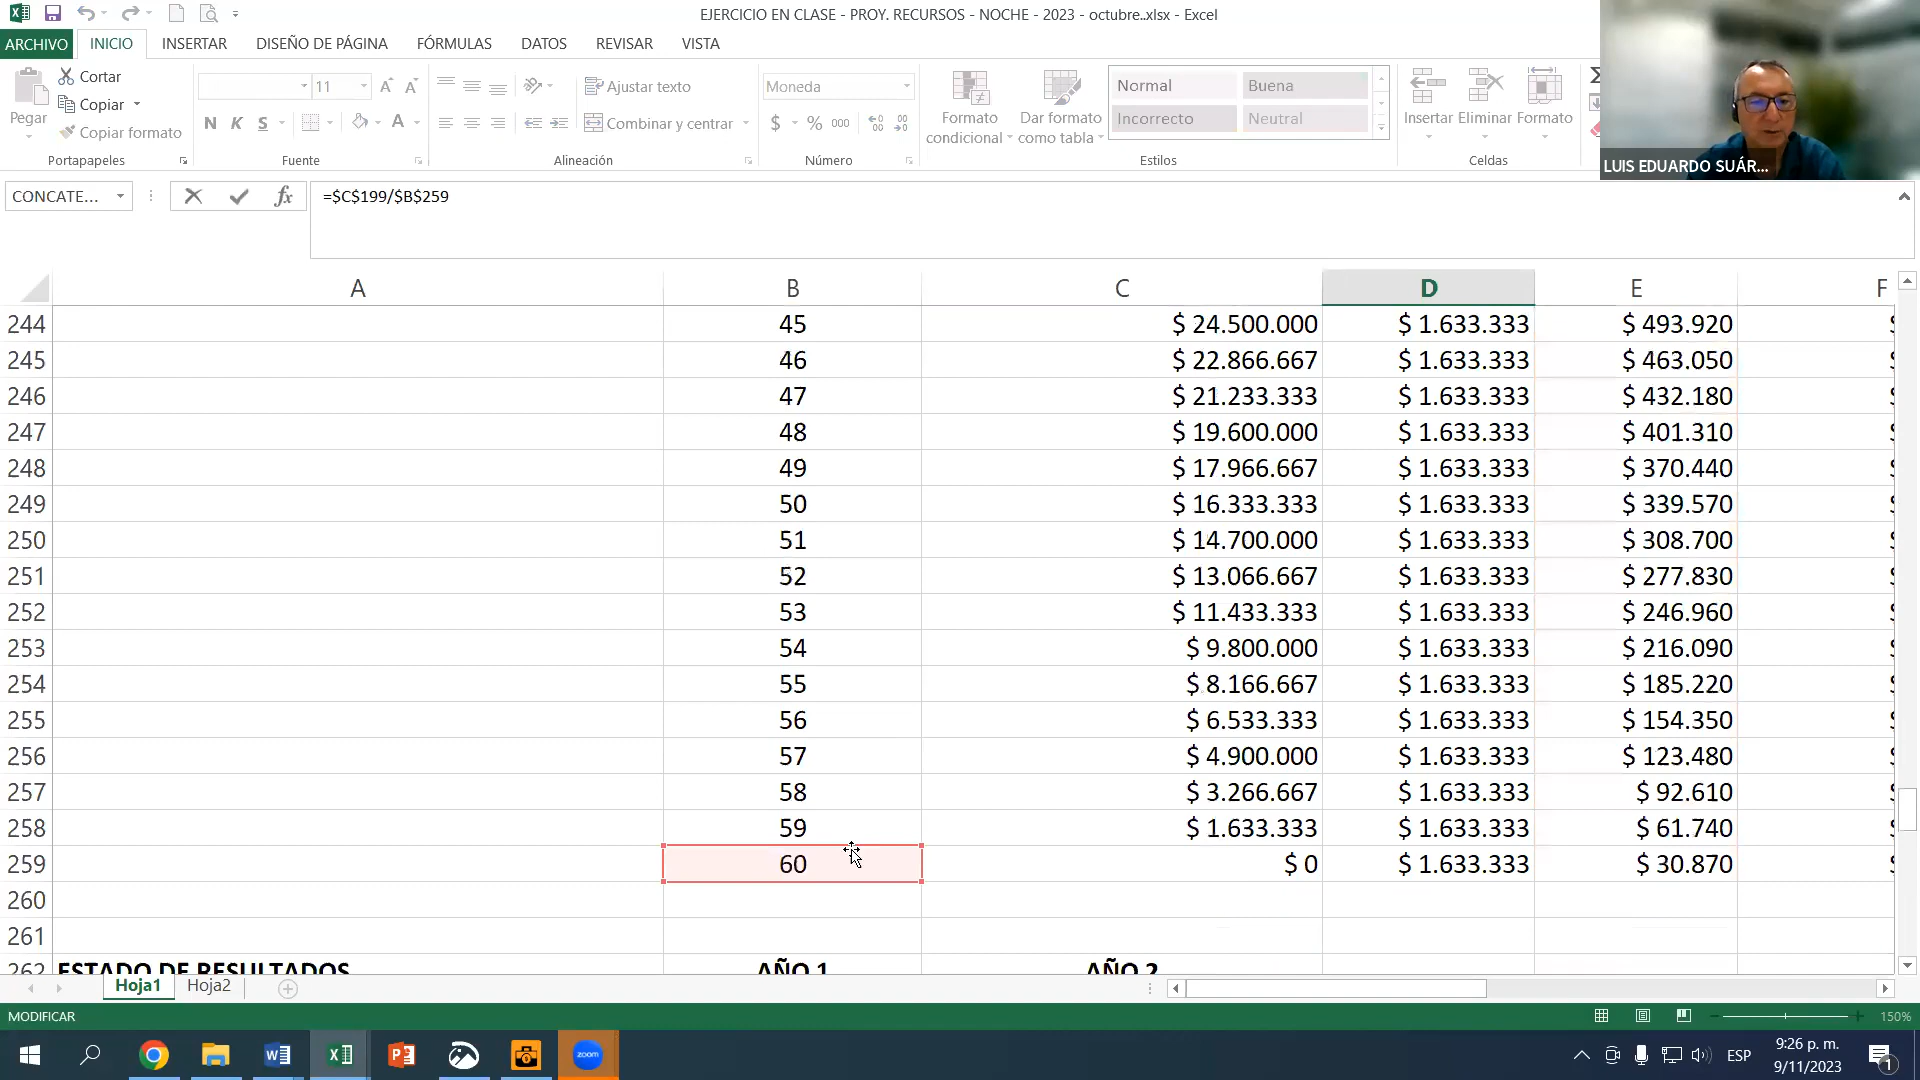 EJERCICIO EN CLASE - PROY. RECURSOS - NOCHE - 2023 - octubre..xlsx - Excel
ARCHIVO INICIO INSERTAR DISEÑO DE PÁGINA FÓRMULAS DATOS REVISAR VISTA
Pegar
Cortar
Copiar
Copiar formato
Portapapeles
11
N K S
Fuente
Ajustar texto
Combinar y centrar
Alineación
Moneda
$ % 000
Número
Formato condicional
Dar formato como tabla
Normal Buena
Incorrecto Neutral
Estilos
Insertar Eliminar Formato
Celdas
LUIS EDUARDO SUÁR...
CONCATE... fx =$C$199/$B$259
A B C D E F
244 45 $ 24.500.000 $ 1.633.333 $ 493.920 $
245 46 $ 22.866.667 $ 1.633.333 $ 463.050 $
246 47 $ 21.233.333 $ 1.633.333 $ 432.180 $
247 48 $ 19.600.000 $ 1.633.333 $ 401.310 $
248 49 $ 17.966.667 $ 1.633.333 $ 370.440 $
249 50 $ 16.333.333 $ 1.633.333 $ 339.570 $
250 51 $ 14.700.000 $ 1.633.333 $ 308.700 $
251 52 $ 13.066.667 $ 1.633.333 $ 277.830 $
252 53 $ 11.433.333 $ 1.633.333 $ 246.960 $
253 54 $ 9.800.000 $ 1.633.333 $ 216.090 $
254 55 $ 8.166.667 $ 1.633.333 $ 185.220 $
255 56 $ 6.533.333 $ 1.633.333 $ 154.350 $
256 57 $ 4.900.000 $ 1.633.333 $ 123.480 $
257 58 $ 3.266.667 $ 1.633.333 $ 92.610 $
258 59 $ 1.633.333 $ 1.633.333 $ 61.740 $
259 60 $ 0 $ 1.633.333 $ 30.870 $
260
261
262 ESTADO DE RESULTADOS AÑO 1 AÑO 2
Hoja1 Hoja2
MODIFICAR 150%
zoom ESP 9:26 p. m.
9/11/2023 1